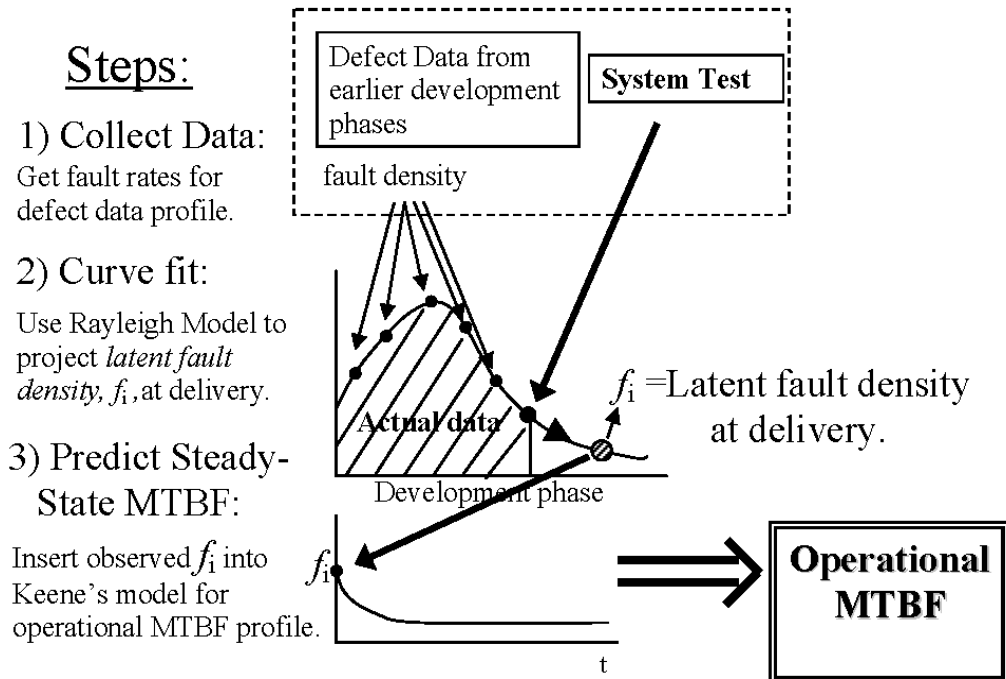 Steps:
1) Collect Data:
Get fault rates for
defect data profile.
2) Curve fit:
Use Rayleigh Model to
project latent fault
density, fi, at delivery.
3) Predict Steady-
State MTBF:
Insert observed fi into
Keene's model for
operational MTBF profile.
Defect Data from
earlier development
phases
System Test
fault density
Actual data
Development phase
fi =Latent fault density
at delivery.
fi
t
Operational
MTBF